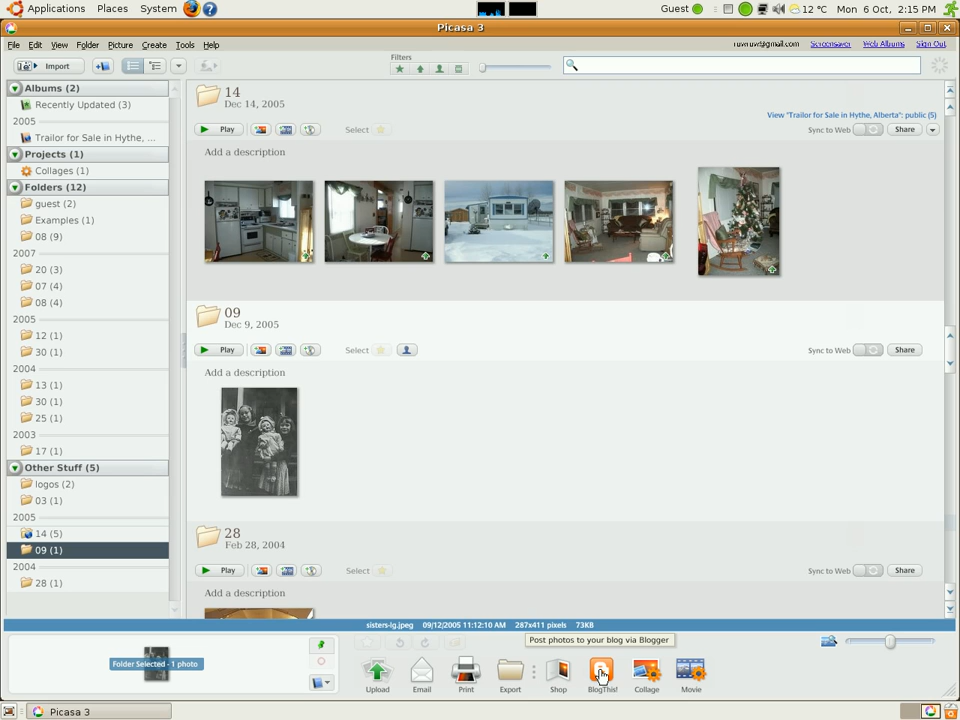 Applications Places System Guest 12 °C Mon 6 Oct, 2:15 PM
Picasa 3
File Edit View Folder Picture Create Tools Help Screensaver Web Albums Sign Out
Import
Filters
Albums (2)
Recently Updated (3)
2005
Trailor for Sale in Hythe, ...
Projects (1)
Collages (1)
Folders (12)
guest (2)
Examples (1)
08 (9)
2007
20 (3)
07 (4)
08 (4)
2005
12 (1)
30 (1)
2004
13 (1)
30 (1)
25 (1)
2003
17 (1)
Other Stuff (5)
logos (2)
03 (1)
2005
14 (5)
09 (1)
2004
28 (1)
14
Dec 14, 2005
View "Trailor for Sale in Hythe, Alberta": public (5)
Play Select Sync to Web Share
Add a description
09
Dec 9, 2005
Play Select Sync to Web Share
Add a description
28
Feb 28, 2004
Play Select Sync to Web Share
Add a description
sisters-lg.jpeg 09/12/2005 11:12:10 AM 287x411 pixels 73KB
Post photos to your blog via Blogger
Folder Selected - 1 photo
Upload Email Print Export Shop BlogThis! Collage Movie
Picasa 3